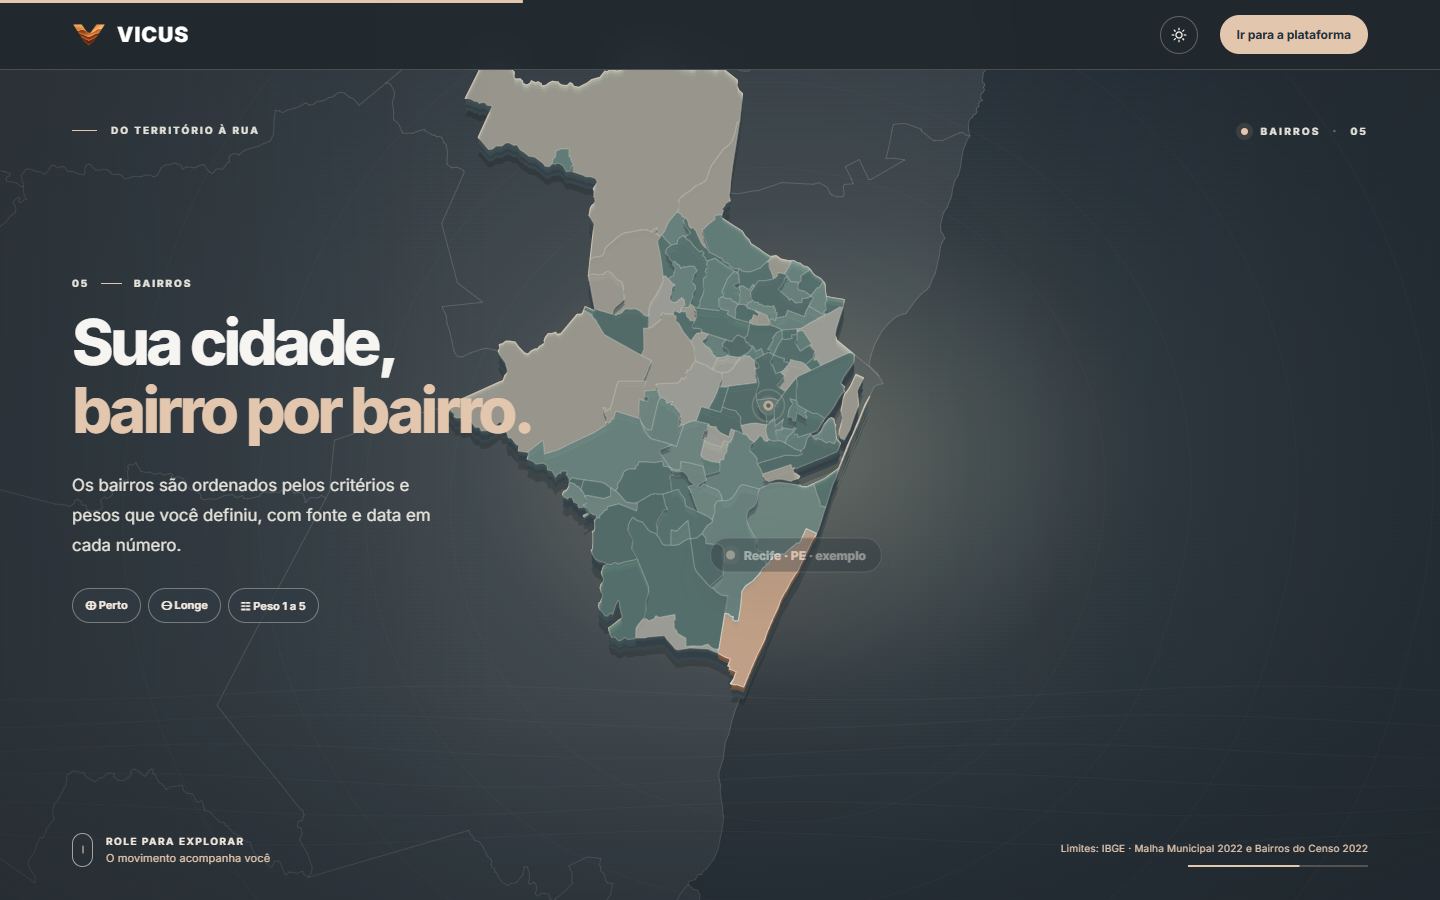 VICUS
Ir para a plataforma
DO TERRITÓRIO À RUA
BAIRROS · 05
05 — BAIRROS
Sua cidade,
bairro por bairro.
Os bairros são ordenados pelos critérios e
pesos que você definiu, com fonte e data em
cada número.
⊕ Perto ⊖ Longe ☷ Peso 1 a 5
Recife · PE · exemplo
ROLE PARA EXPLORAR
O movimento acompanha você
Limites: IBGE · Malha Municipal 2022 e Bairros do Censo 2022